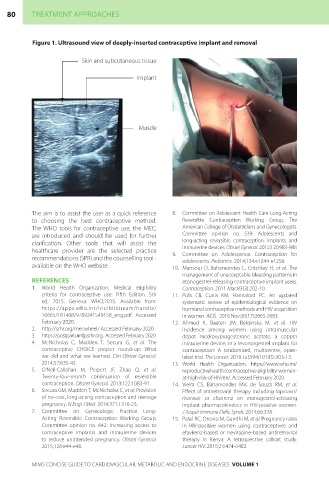 80 TREATMENT APPROACHES
Figure 1. Ultrasound view of deeply-inserted contraceptive implant and removal
Skin and subcutaneous tissue
Implant
Muscle
The aim is to assist the user as a quick reference
to choosing the best contraceptive method.
The WHO tools for contraceptive use, the MEC,
are introduced and should be used for further
clarification. Other tools that will assist the
healthcare provider are the selected practice
recommendations (SPR) and the counselling tool -
available on the WHO website.
REFERENCES
1. World Health Organization. Medical eligibility
criteria for contraceptive use. Fifth Edition. 5th
ed. 2015, Geneva: WHO;2015. Available from:
https://apps.who.int/iris/bitstream/handle/
February 2020.
2. Accessed February 2020.
3. Accessed February 2020.
4. McNicholas C, Madden T, Secura G, et al. The
contraceptive CHOICE project round-up: What
we did and what we learned. Clin Obstet Gynecol
2014;57:635-43.
5. O'Neil-Callahan M, Peipert JF, Zhao Q, et al.
Twenty-four-month continuation of reversible
contraception. Obstet Gynecol. 2013;122:1083-91.
6. Secura GM, Madden T, McNicholas C, et al. Provision
of no-cost, long-acting contraception and teenage
pregnancy. N Engl J Med. 2014;371:1316-23.
7. Committee on Gynecologic Practice Long-
Acting Reversible Contraception Working Group.
Committee opinion no. 642: Increasing access to
contraceptive implants and intrauterine devices
to reduce unintended pregnancy. Obstet Gynecol
2015;126:e44-e48.
8. Committee on Adolescent Health Care Long-Acting
Reversible Contraception Working Group, The
American College of Obstetricians and Gynecologists.
Committee opinion no. 539: Adolescents and
long-acting reversible contraception: Implants and
intrauterine devices. Obstet Gynecol. 2012;120:983-988.
9. Committee on Adolescence. Contraception for
adolescents. Pediatrics. 2014;134:e1244-e1256.
10. Mansour D, Bahamondes L, Critchley H, et al. The
management of unacceptable bleeding patterns in
etonogestrel-releasing contraceptive implant users.
Contraception. 2011 Mar;83(3):202-10.
11. Polis CB, Curtis KM, Hannaford PC. An updated
systematic review of epidemiological evidence on
hormonal contraceptive methods and HIV acquisition
in women. AIDS. 2016 Nov
12. Ahmed K, Baeten JM, Beksinska M, et al. HIV
incidence among women using intramuscular
depot medroxyprogesterone acetate, a copper
intrauterine device, or a levonorgestrel implant for
contraception: A randomised, multicentre, open-
label trial. The Lancet. 2019 Jul
13. World Health Organization. https://www.who.int/
reproductivehealth/contraceptive-eligibility-women-
at-high-risk-of-HIV/en/. Accessed February 2020.
14. Vieira CS, Bahamondes MV, de Souza RM, et al.
Effect of antiretroviral therapy including lopinavir/
ritonavir or efavirenz on etonogestrel-releasing
implant pharmacokinetics in HIV-positive women.
J Acquir Immune Defic Syndr. 2014;66:378.
15. Patel RC, Onono M, Gandhi M, et al. Pregnancy rates
in HIV-positive women using contraceptives and
efavirenz-based or nevirapine-based antiretroviral
therapy in Kenya: A retrospective cohort study.
Lancet HIV. 2015;2:e474-e482.
MIMS CONCISE GUIDE TO CARDIOVASCULAR, METABOLIC AND ENDOCRINE DISEASES VOLUME 1